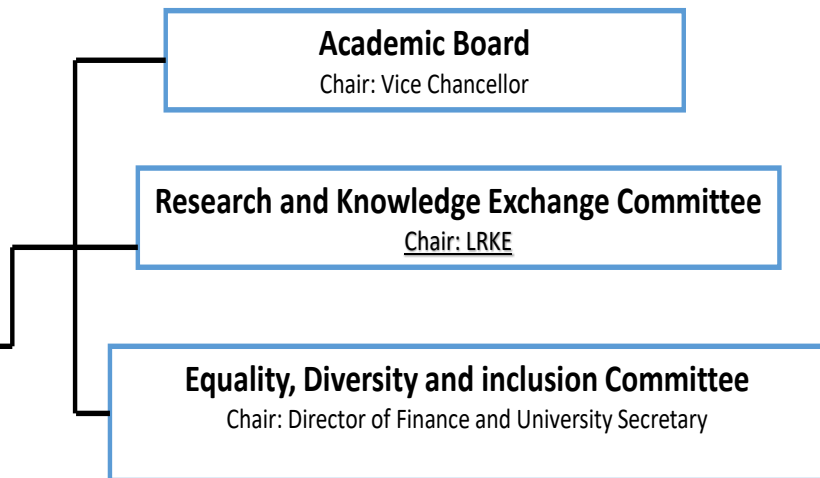 Academic Board
Chair: Vice Chancellor
Research and Knowledge Exchange Committee
Chair: LRKE
Equality, Diversity and inclusion Committee
Chair: Director of Finance and University Secretary